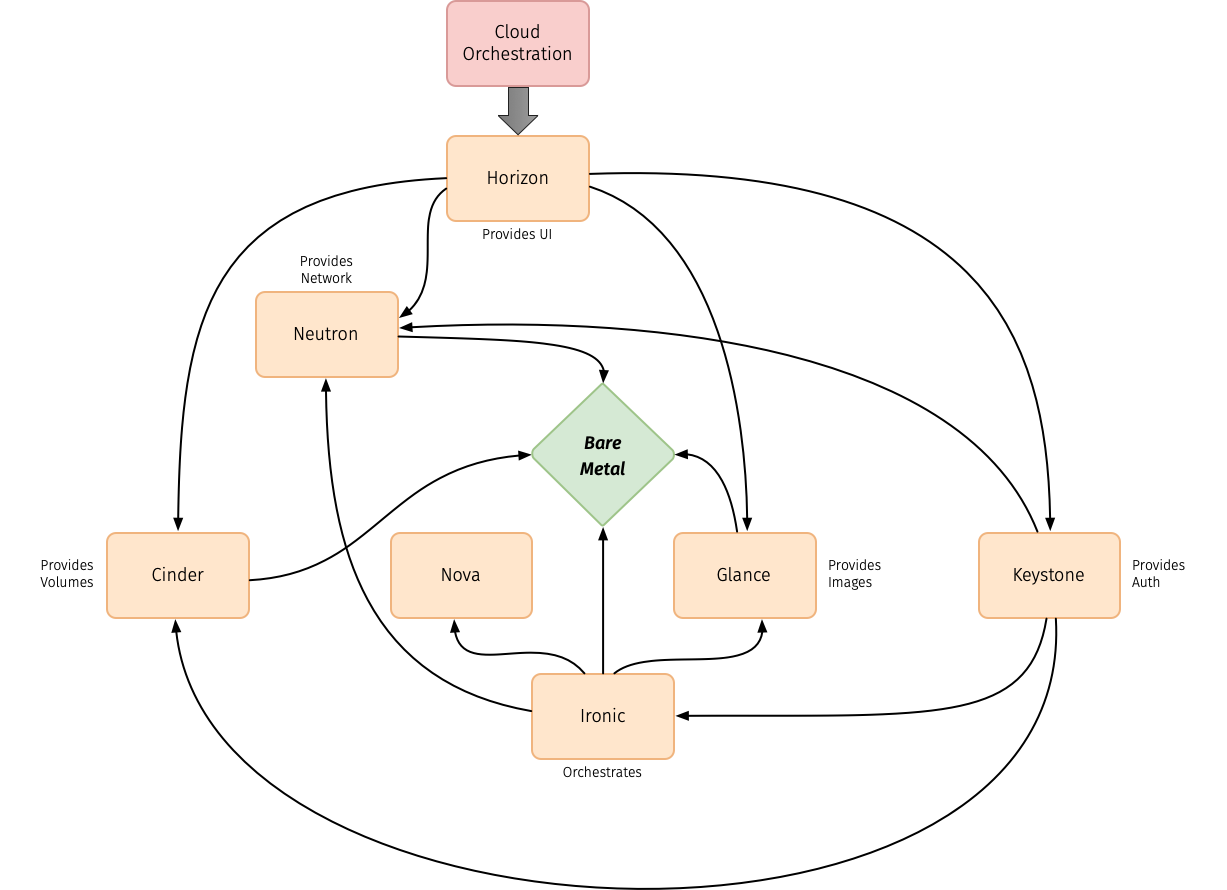 Cloud
Orchestration
Horizon
Provides UI
Provides
Network
Neutron
Bare
Metal
Provides
Volumes
Cinder
Nova
Glance
Provides
Images
Keystone
Provides
Auth
Ironic
Orchestrates